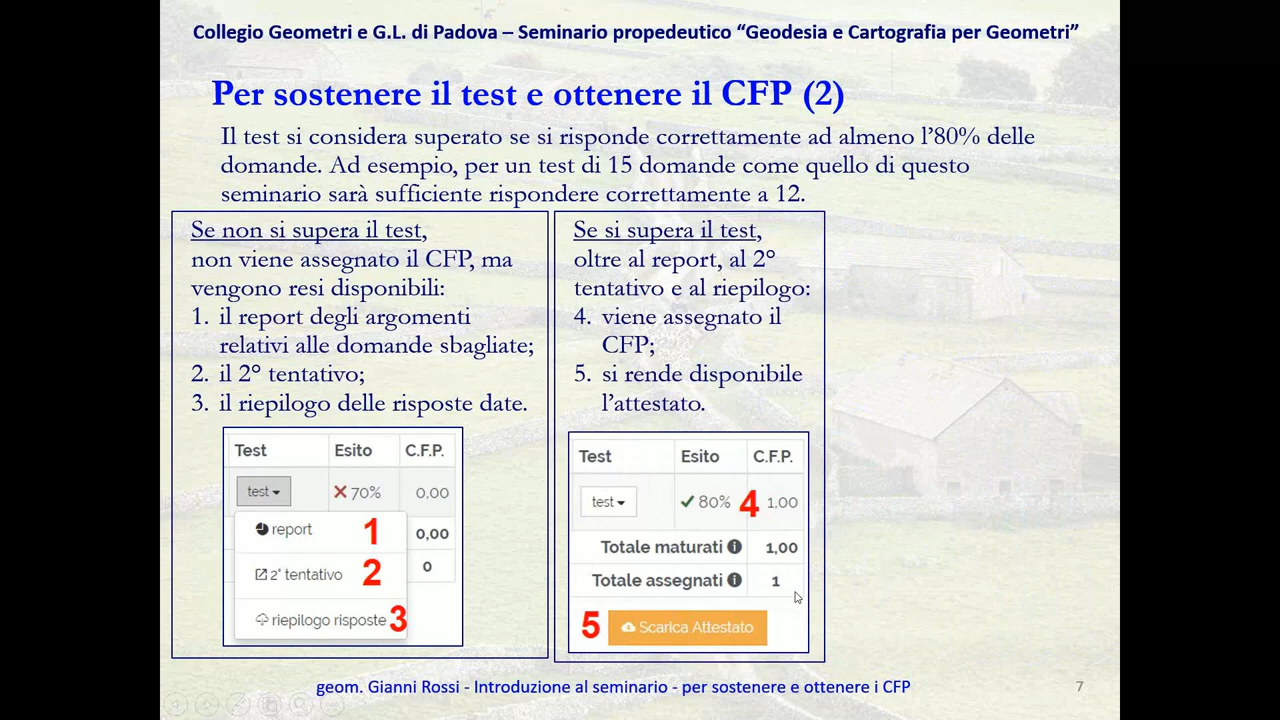 Collegio Geometri e G.L. di Padova – Seminario propedeutico “Geodesia e Cartografia per Geometri”
Per sostenere il test e ottenere il CFP (2)
Il test si considera superato se si risponde correttamente ad almeno l’80% delle
domande. Ad esempio, per un test di 15 domande come quello di questo
seminario sarà sufficiente rispondere correttamente a 12.
Se non si supera il test,
non viene assegnato il CFP, ma
vengono resi disponibili:
1. il report degli argomenti
relativi alle domande sbagliate;
2. il 2° tentativo;
3. il riepilogo delle risposte date.
Test Esito C.F.P.
test 70% 0,00
report 1 0,00
2° tentativo 2 0
riepilogo risposte 3
Se si supera il test,
oltre al report, al 2°
tentativo e al riepilogo:
4. viene assegnato il
CFP;
5. si rende disponibile
l’attestato.
Test Esito C.F.P.
test 80% 4 1,00
Totale maturati 1,00
Totale assegnati 1
5 Scarica Attestato
geom. Gianni Rossi - Introduzione al seminario - per sostenere e ottenere i CFP
7